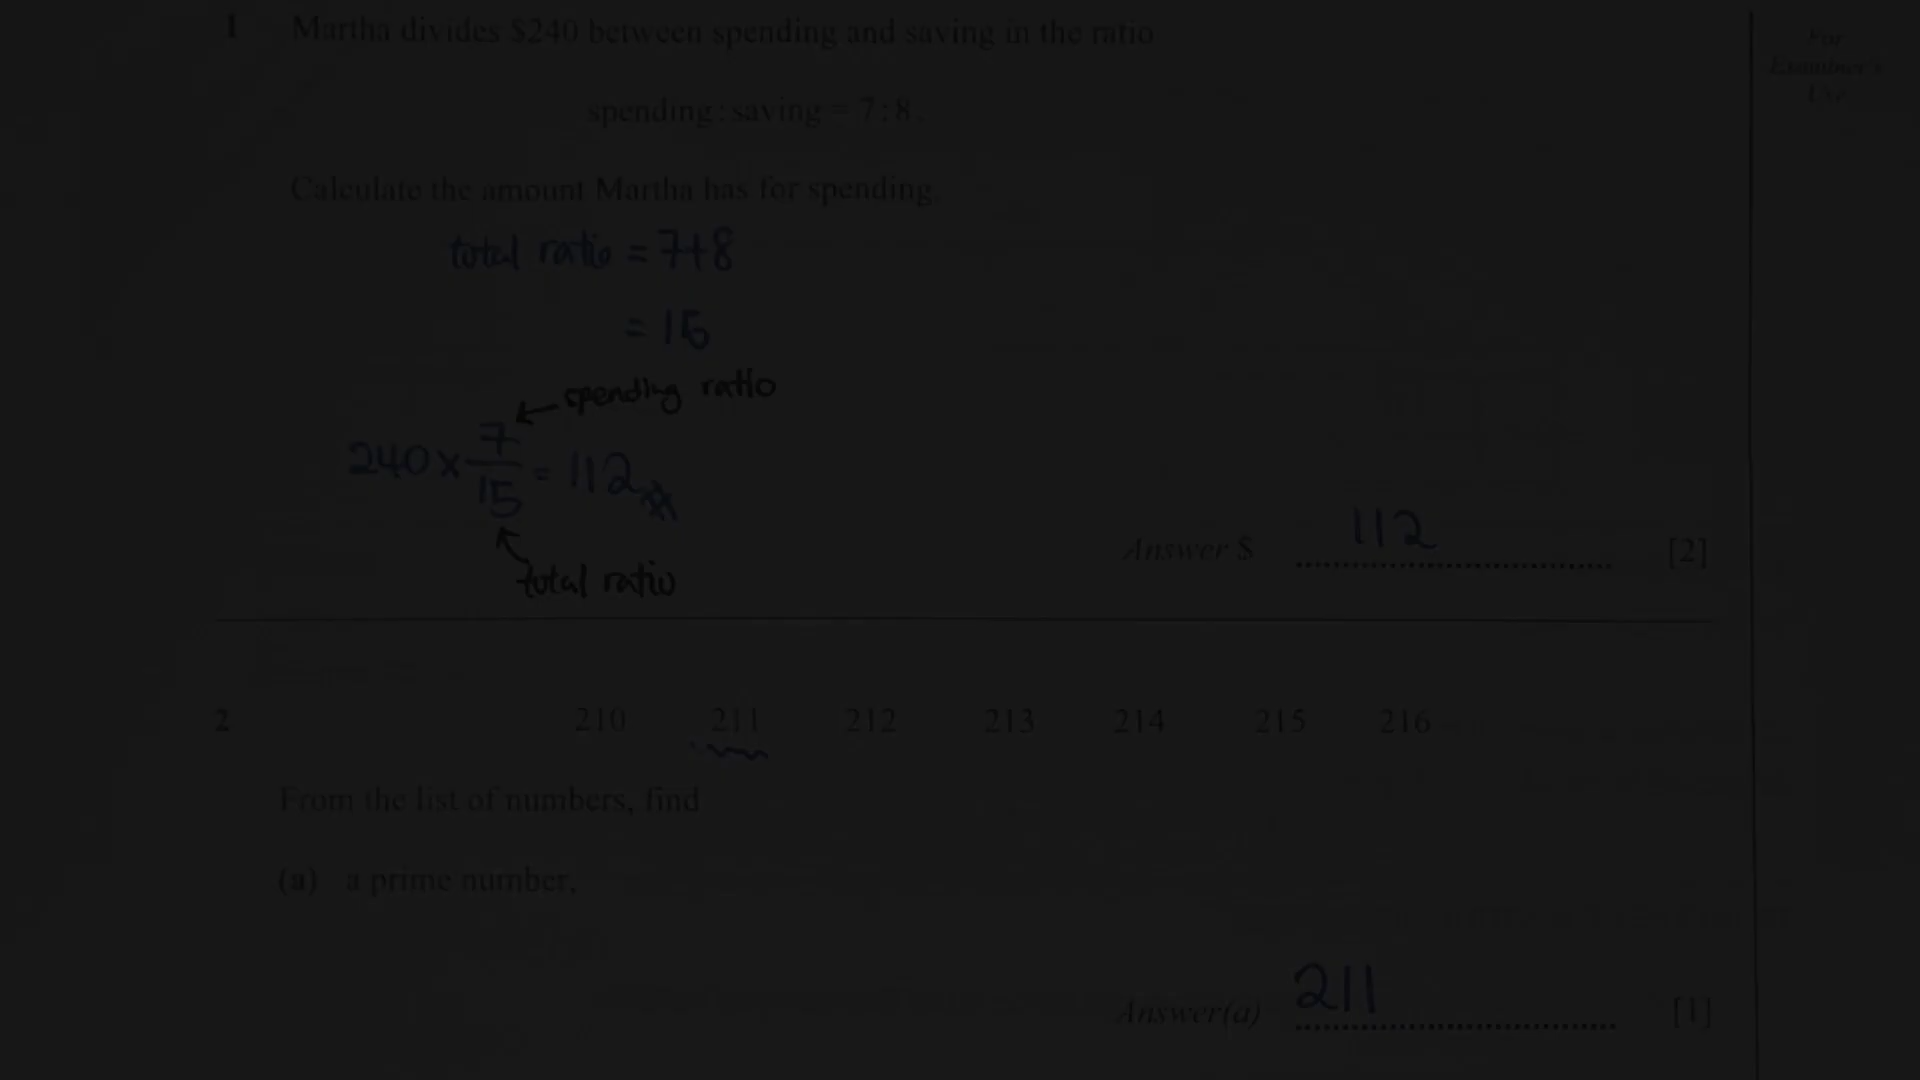 1 Martha divides $240 between spending and saving in the ratio
For
Examiner's
Use
spending : saving = 7 : 8 .
Calculate the amount Martha has for spending.
total ratio = 7+8
= 15
spending ratio
240 × 7/15 = 112
total ratio
Answer $ 112 [2]
2 210 211 212 213 214 215 216
From the list of numbers, find
(a) a prime number,
Answer(a) 211 [1]